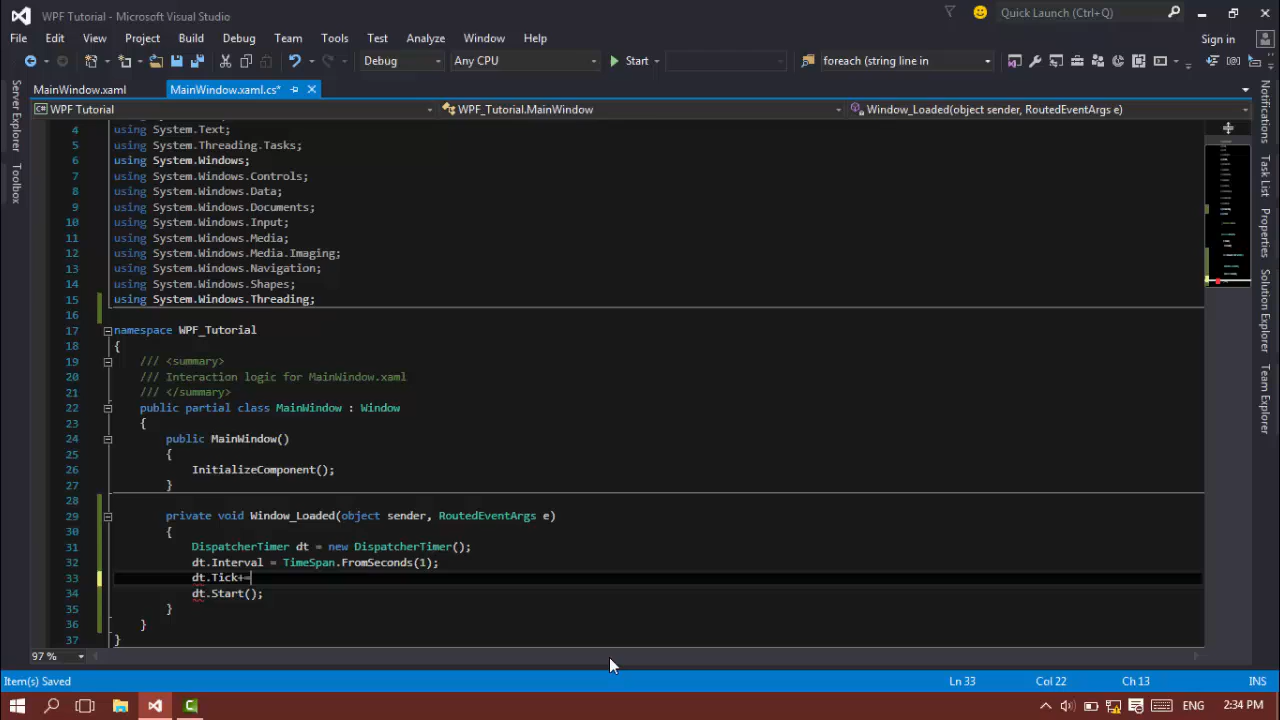 WPF Tutorial - Microsoft Visual Studio
Quick Launch (Ctrl+Q)
File Edit View Project Build Debug Team Tools Test Analyze Window Help
Sign in
Debug Any CPU Start foreach (string line in
MainWindow.xaml MainWindow.xaml.cs*
WPF Tutorial WPF_Tutorial.MainWindow Window_Loaded(object sender, RoutedEventArgs e)
Server Explorer
Toolbox
4 using System.Text;
5 using System.Threading.Tasks;
6 using System.Windows;
7 using System.Windows.Controls;
8 using System.Windows.Data;
9 using System.Windows.Documents;
10 using System.Windows.Input;
11 using System.Windows.Media;
12 using System.Windows.Media.Imaging;
13 using System.Windows.Navigation;
14 using System.Windows.Shapes;
15 using System.Windows.Threading;
16
17 namespace WPF_Tutorial
18 {
19 /// <summary>
20 /// Interaction logic for MainWindow.xaml
21 /// </summary>
22 public partial class MainWindow : Window
23 {
24 public MainWindow()
25 {
26 InitializeComponent();
27 }
28
29 private void Window_Loaded(object sender, RoutedEventArgs e)
30 {
31 DispatcherTimer dt = new DispatcherTimer();
32 dt.Interval = TimeSpan.FromSeconds(1);
33 dt.Tick+=
34 dt.Start();
35 }
36 }
37 }
Notifications
Task List
Properties
Solution Explorer
Team Explorer
97 %
Item(s) Saved Ln 33 Col 22 Ch 13 INS
ENG 2:34 PM